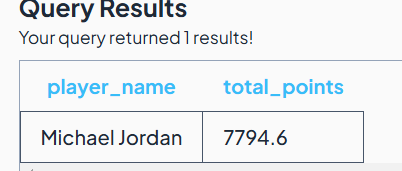 Query Results
Your query returned 1 results!
player_name total_points
Michael Jordan 7794.6